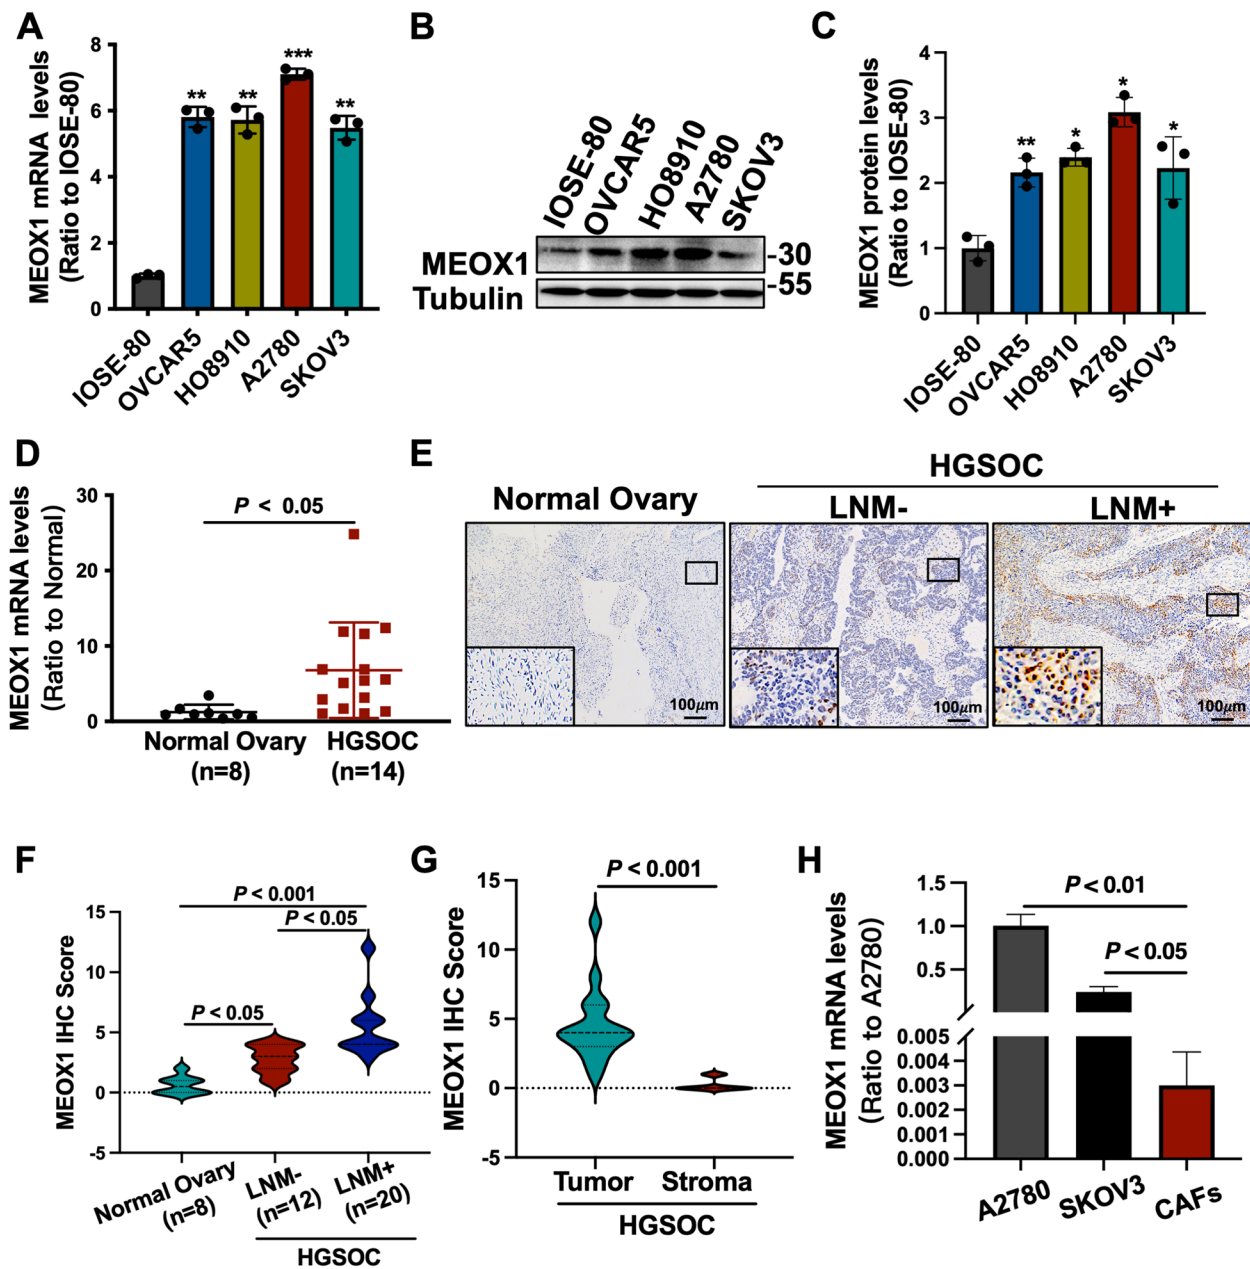 A
MEOX1 mRNA levels
(Ratio to IOSE-80)
8
6
4
2
0
**
**
***
**
IOSE-80
OVCAR5
HO8910
A2780
SKOV3
B
IOSE-80
OVCAR5
HO8910
A2780
SKOV3
MEOX1
-30
-55
Tubulin
C
MEOX1 protein levels
(Ratio to IOSE-80)
4
3
2
1
0
**
*
*
*
IOSE-80
OVCAR5
HO8910
A2780
SKOV3
D
MEOX1 mRNA levels
(Ratio to Normal)
30
20
10
0
P < 0.05
Normal Ovary
(n=8)
HGSOC
(n=14)
E
HGSOC
Normal Ovary
LNM-
LNM+
100μm
100μm
100μm
F
MEOX1 IHC Score
15
10
5
0
-5
P < 0.001
P < 0.05
P < 0.05
Normal Ovary
(n=8)
LNM-
(n=12)
LNM+
(n=20)
HGSOC
G
MEOX1 IHC Score
15
10
5
0
-5
P < 0.001
Tumor
Stroma
HGSOC
H
MEOX1 mRNA levels
(Ratio to A2780)
1.5
1.0
0.5
0.005
0.004
0.003
0.002
0.001
0.000
P < 0.01
P < 0.05
A2780
SKOV3
CAFs